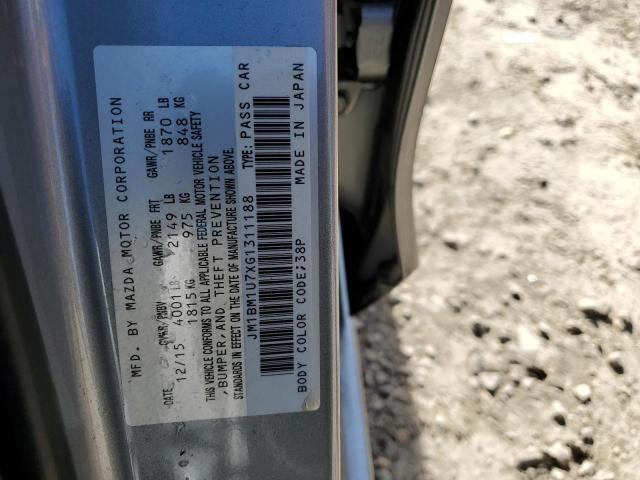 MFD. BY MAZDA MOTOR CORPORATION
DATE GVWR/PNBV GAWR/PNBE FRT GAWR/PNBE RR
12/15 4001 LB 2149 LB 1870 LB
1815 KG 975 KG 848 KG
THIS VEHICLE CONFORMS TO ALL APPLICABLE FEDERAL MOTOR VEHICLE SAFETY
, BUMPER, AND THEFT PREVENTION
STANDARDS IN EFFECT ON THE DATE OF MANUFACTURE SHOWN ABOVE.
JM1BM1U7XG1311188 TYPE: PASS CAR
BODY COLOR CODE:38P MADE IN JAPAN